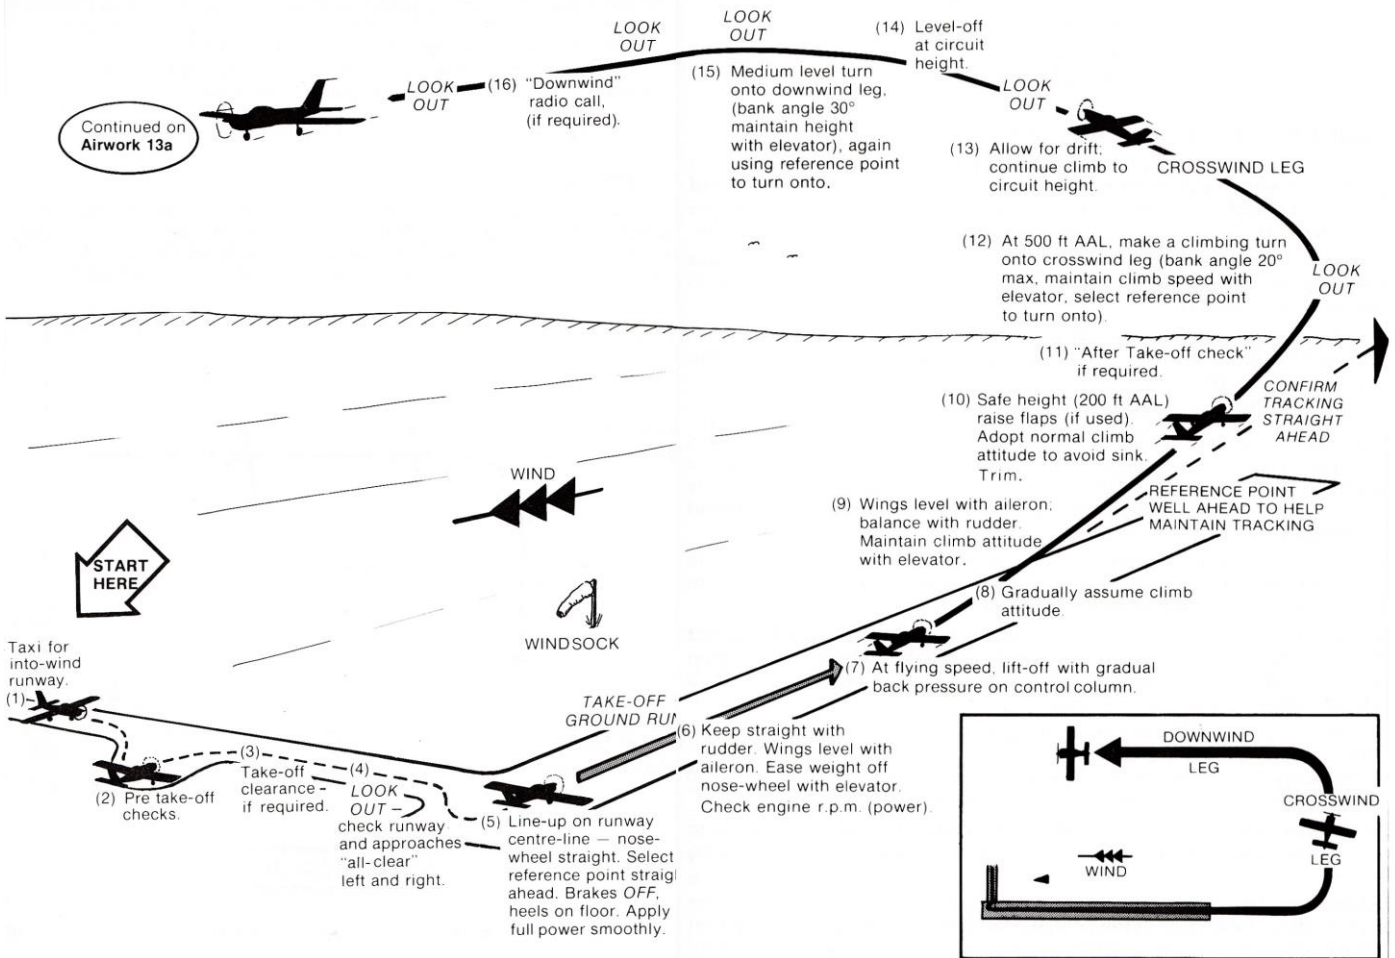 START
HERE
Taxi for
into-wind
runway.
(1)
(2) Pre take-off
checks.
(3)
Take-off
clearance –
if required.
(4)
LOOK
OUT –
check runway
and approaches
"all-clear"
left and right.
(5) Line-up on runway
centre-line — nose-
wheel straight. Select
reference point straig
ahead. Brakes OFF,
heels on floor. Apply
full power smoothly.
TAKE-OFF
GROUND RUN
(6) Keep straight with
rudder. Wings level with
aileron. Ease weight off
nose-wheel with elevator.
Check engine r.p.m. (power).
(7) At flying speed, lift-off with gradual
back pressure on control column.
(8) Gradually assume climb
attitude.
(9) Wings level with aileron;
balance with rudder.
Maintain climb attitude
with elevator.
REFERENCE POINT
WELL AHEAD TO HELP
MAINTAIN TRACKING
(10) Safe height (200 ft AAL)
raise flaps (if used).
Adopt normal climb
attitude to avoid sink.
Trim.
CONFIRM
TRACKING
STRAIGHT
AHEAD
(11) "After Take-off check"
if required.
(12) At 500 ft AAL, make a climbing turn
onto crosswind leg (bank angle 20°
max, maintain climb speed with
elevator, select reference point
to turn onto).
LOOK
OUT
CROSSWIND LEG
(13) Allow for drift;
continue climb to
circuit height.
LOOK
OUT
(14) Level-off
at circuit
height.
LOOK
OUT
(15) Medium level turn
onto downwind leg,
(bank angle 30°
maintain height
with elevator), again
using reference point
to turn onto.
LOOK
OUT
(16) "Downwind"
radio call,
(if required).
LOOK
OUT
Continued on
Airwork 13a
WIND
WINDSOCK
DOWNWIND
LEG
CROSSWIND
LEG
WIND